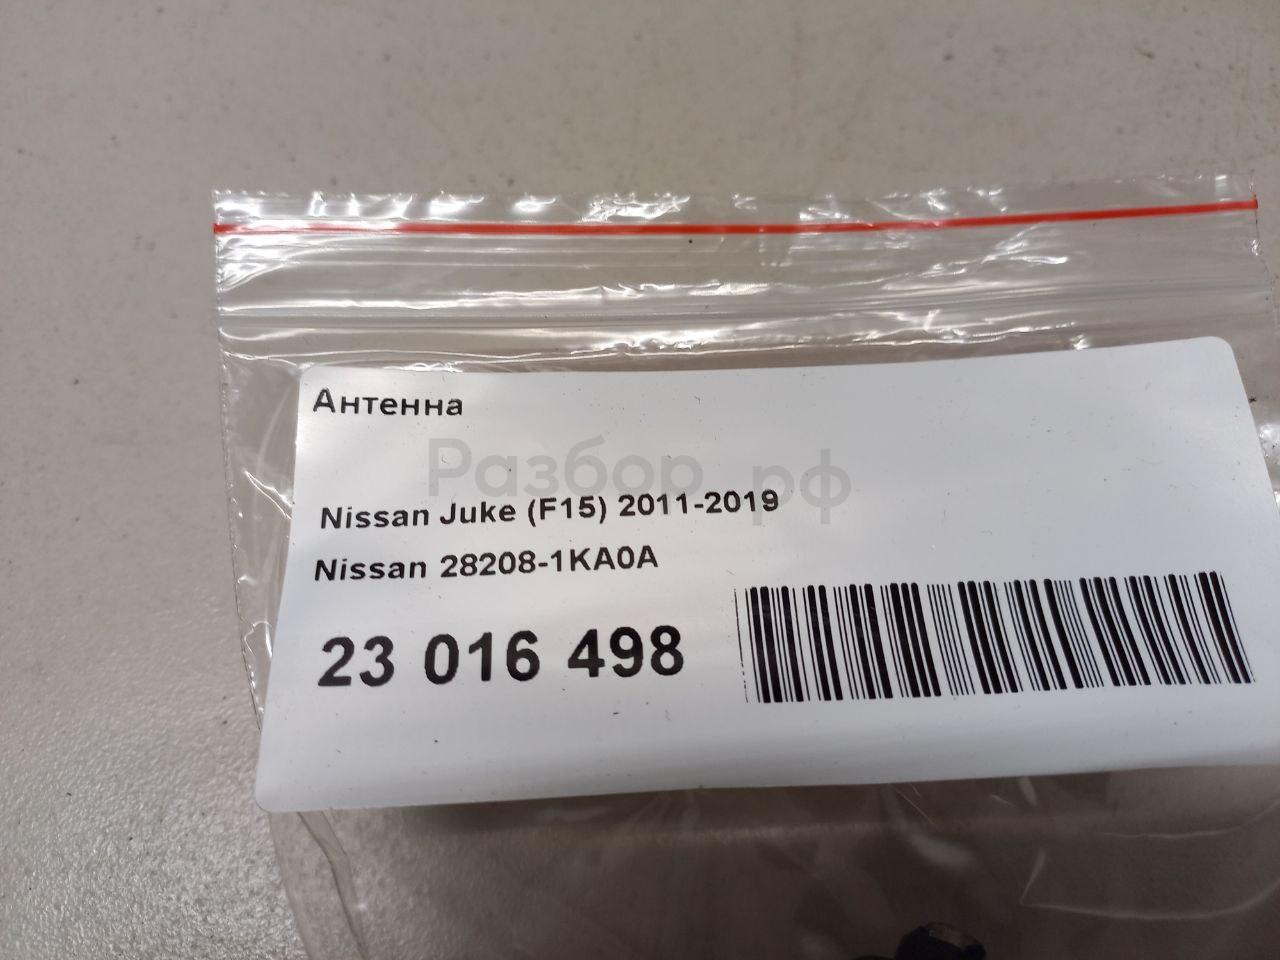 Антенна
Разбор.рф
Nissan Juke (F15) 2011-2019
Nissan 28208-1KA0A
23 016 498